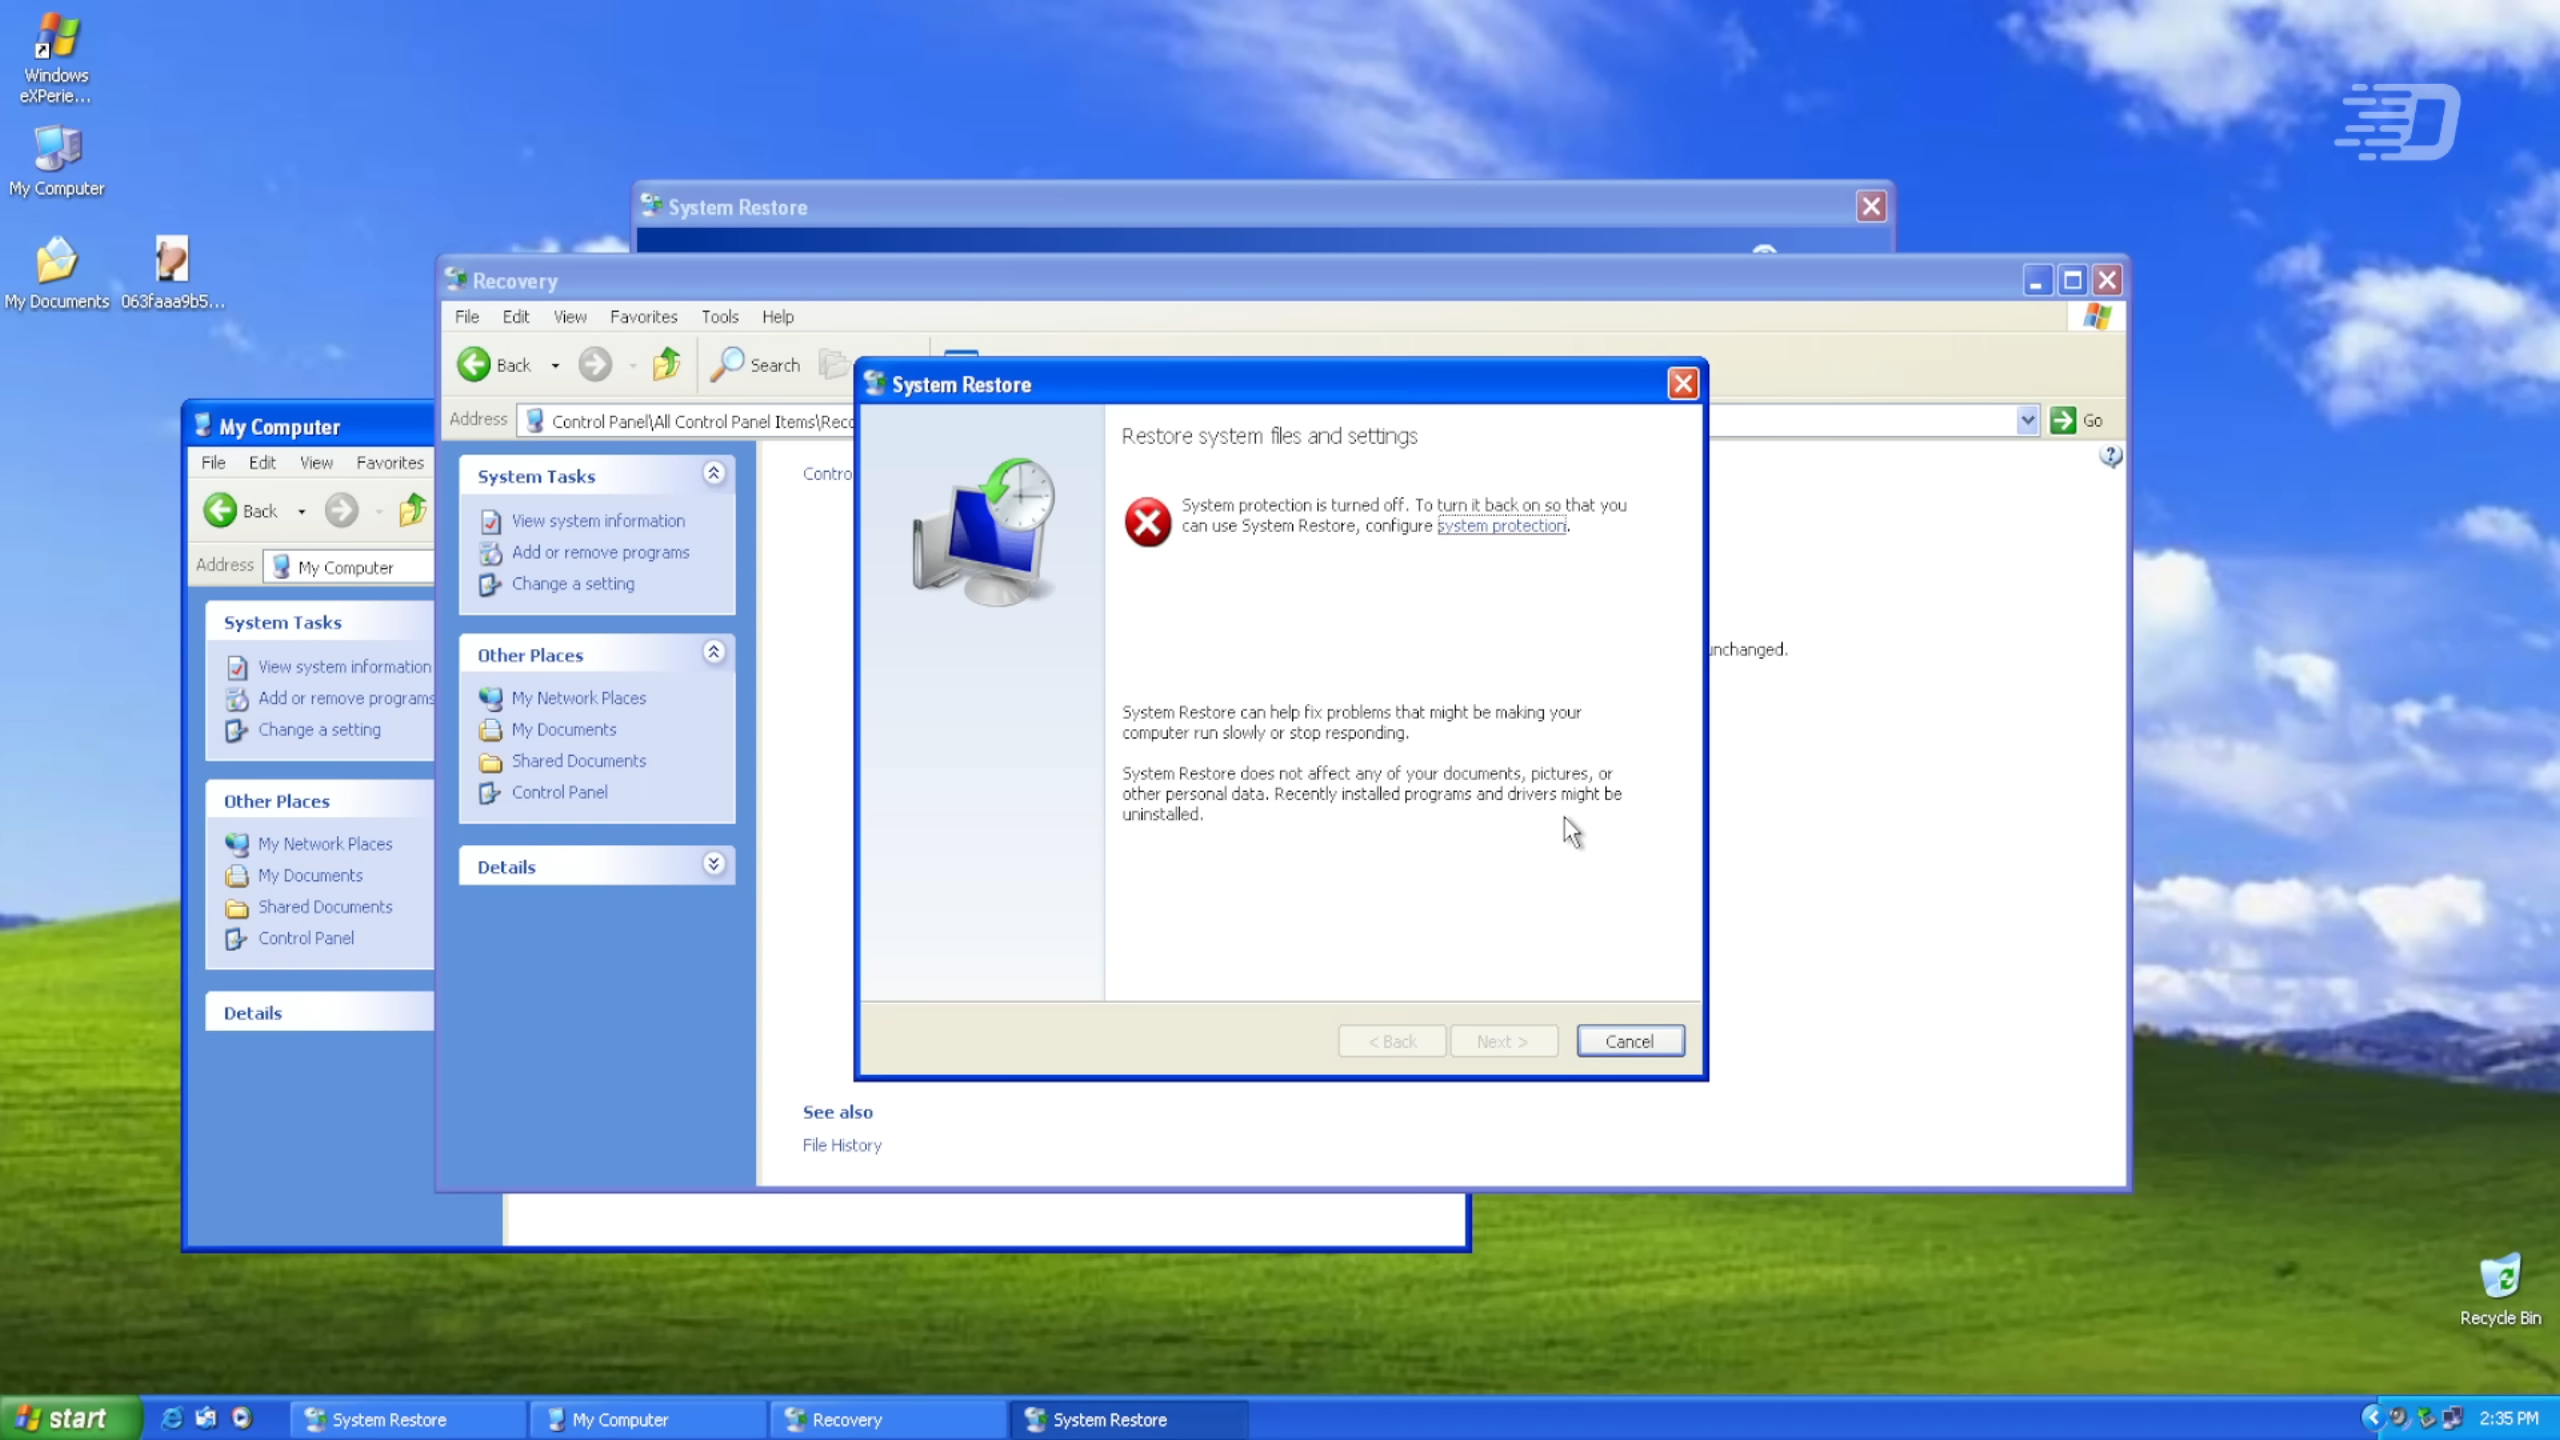 Windows
eXPerie...
My Computer
My Documents
063faaa9b5...
System Restore
Recovery
File Edit View Favorites Tools Help
Back
Search
Address
Control Panel\All Control Panel Items\Reco
Go
System Tasks
View system information
Add or remove programs
Change a setting
Other Places
My Network Places
My Documents
Shared Documents
Control Panel
Details
Contro
unchanged.
See also
File History
My Computer
File Edit View Favorites
Back
Address
My Computer
System Tasks
View system information
Add or remove programs
Change a setting
Other Places
My Network Places
My Documents
Shared Documents
Control Panel
Details
System Restore
Restore system files and settings
System protection is turned off. To turn it back on so that you
can use System Restore, configure system protection.
System Restore can help fix problems that might be making your
computer run slowly or stop responding.
System Restore does not affect any of your documents, pictures, or
other personal data. Recently installed programs and drivers might be
uninstalled.
< Back
Next >
Cancel
Recycle Bin
start
System Restore
My Computer
Recovery
System Restore
2:35 PM